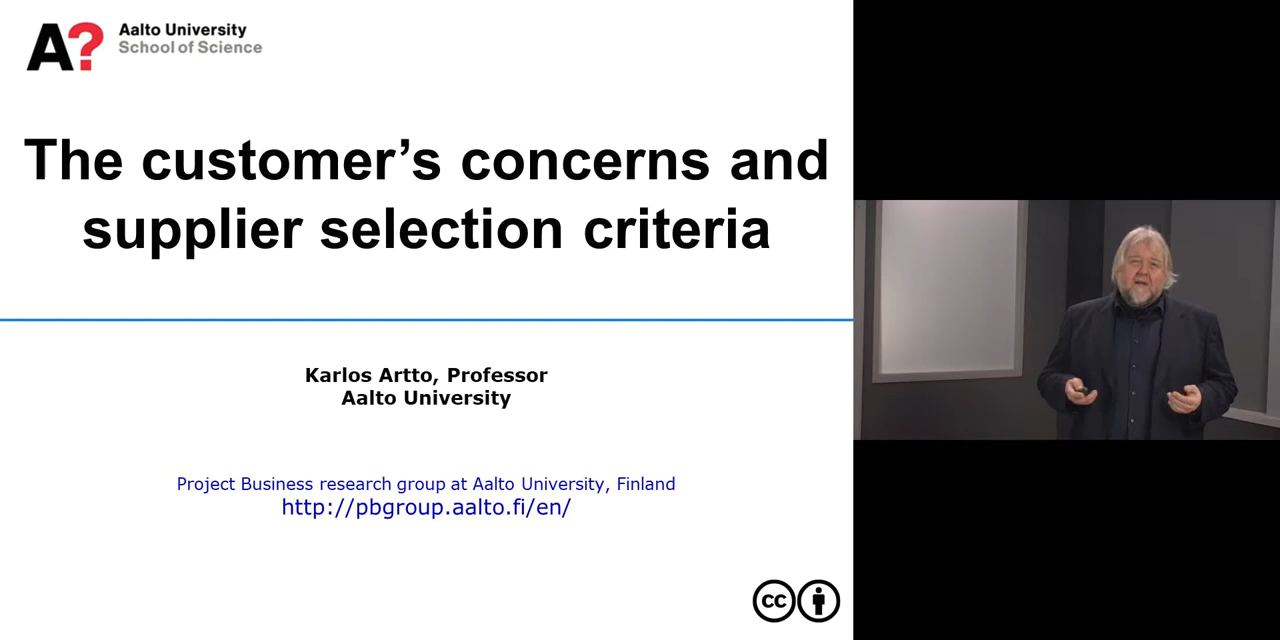 A?
Aalto University
School of Science
The customer’s concerns and
supplier selection criteria
Karlos Artto, Professor
Aalto University
Project Business research group at Aalto University, Finland
http://pbgroup.aalto.fi/en/
cc